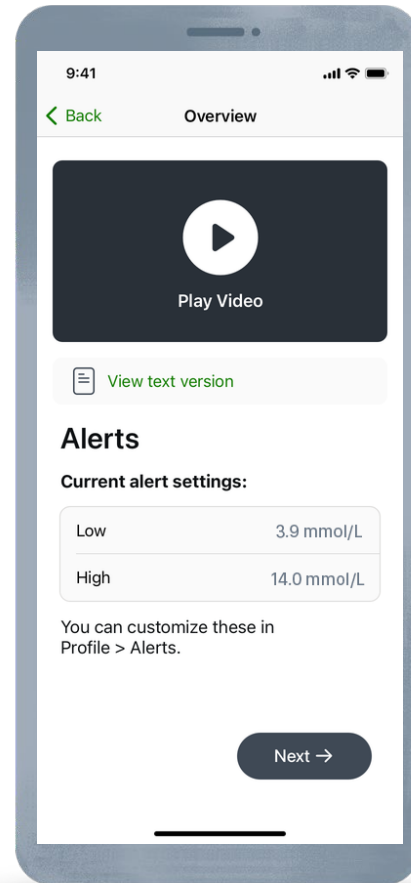 9:41
Back
Overview
Play Video
View text version
Alerts
Current alert settings:
Low 3.9 mmol/L
High 14.0 mmol/L
You can customize these in
Profile > Alerts.
Next →